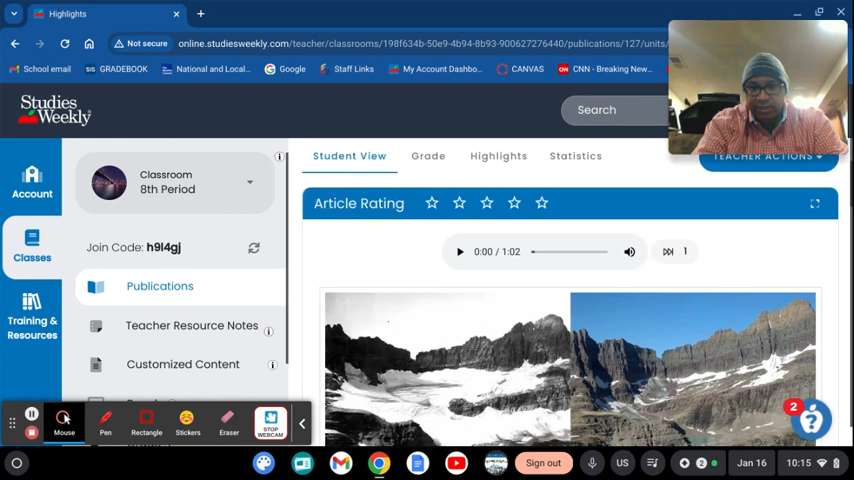 Highlights
Not secure
online.studiesweekly.com/teacher/classrooms/198f634b-50e9-4b94-8b93-900627276440/publications/127/units/
School email
SIS GRADEBOOK
National and Local...
Google
Staff Links
My Account Dashbo...
CANVAS
CNN - Breaking New...
Studies Weekly
Search
Account
Classes
Training & Resources
Classroom
8th Period
Join Code: h9l4gj
Publications
Teacher Resource Notes
Customized Content
Student View
Grade
Highlights
Statistics
TEACHER ACTIONS
Article Rating
0:00 / 1:02
1
2
Mouse
Pen
Rectangle
Stickers
Eraser
STOP WEBCAM
Sign out
US
2
Jan 16
10:15